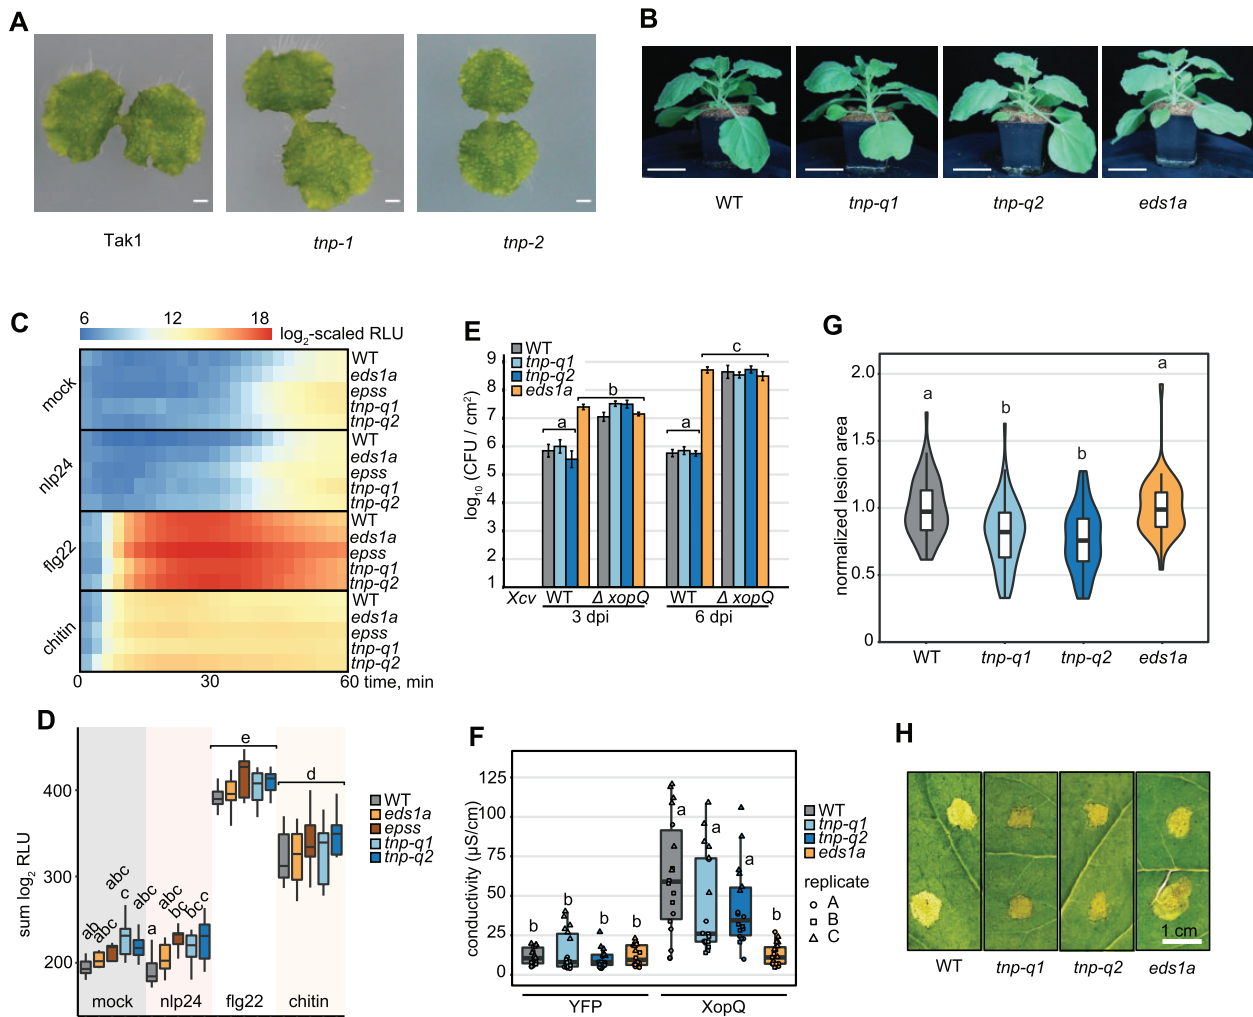 A
Tak1
tnp-1
tnp-2
B
WT
tnp-q1
tnp-q2
eds1a
C
6 12 18
log2-scaled RLU
mock
WT
eds1a
epss
tnp-q1
tnp-q2
nlp24
WT
eds1a
epss
tnp-q1
tnp-q2
flg22
WT
eds1a
epss
tnp-q1
tnp-q2
chitin
WT
eds1a
epss
tnp-q1
tnp-q2
0 30 60 time, min
D
sum log2 RLU
400
300
200
ab
abc
abc
c
abc
a
abc
bc
bc
c
e
d
mock nlp24 flg22 chitin
WT
eds1a
epss
tnp-q1
tnp-q2
E
WT
tnp-q1
tnp-q2
eds1a
log10 (CFU / cm2)
9
8
7
6
5
4
3
2
1
a b a c
Xcv WT Δ xopQ WT Δ xopQ
3 dpi 6 dpi
F
conductivity (µS/cm)
125
100
75
50
25
0
b b b b a a a b
YFP XopQ
WT
tnp-q1
tnp-q2
eds1a
replicate
A
B
C
G
normalized lesion area
2.0
1.5
1.0
0.5
0
a b b a
WT tnp-q1 tnp-q2 eds1a
H
1 cm
WT tnp-q1 tnp-q2 eds1a